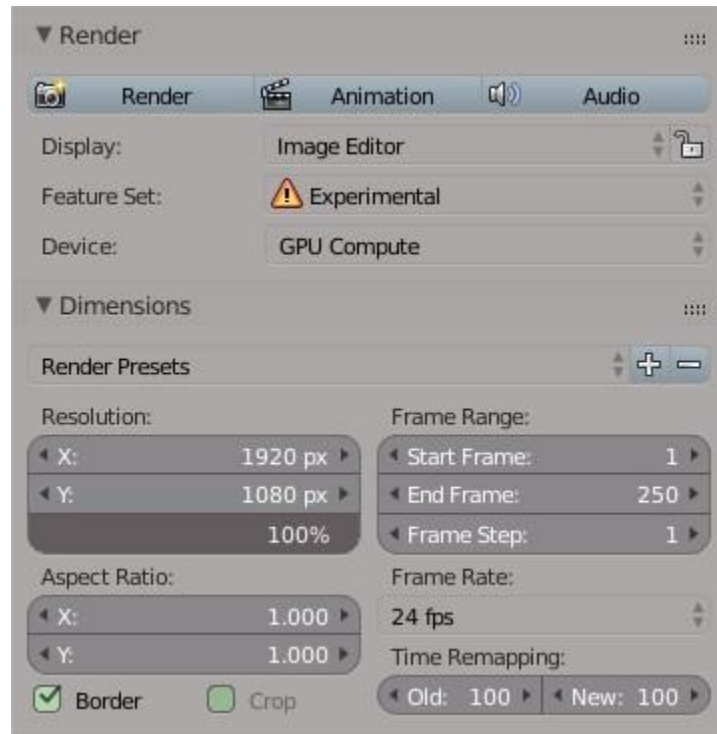 Render
Render Animation Audio
Display: Image Editor
Feature Set: Experimental
Device: GPU Compute
Dimensions
Render Presets
Resolution:
X: 1920 px
Y: 1080 px
100%
Frame Range:
Start Frame: 1
End Frame: 250
Frame Step: 1
Aspect Ratio:
X: 1.000
Y: 1.000
Border Crop
Frame Rate:
24 fps
Time Remapping:
Old: 100 New: 100